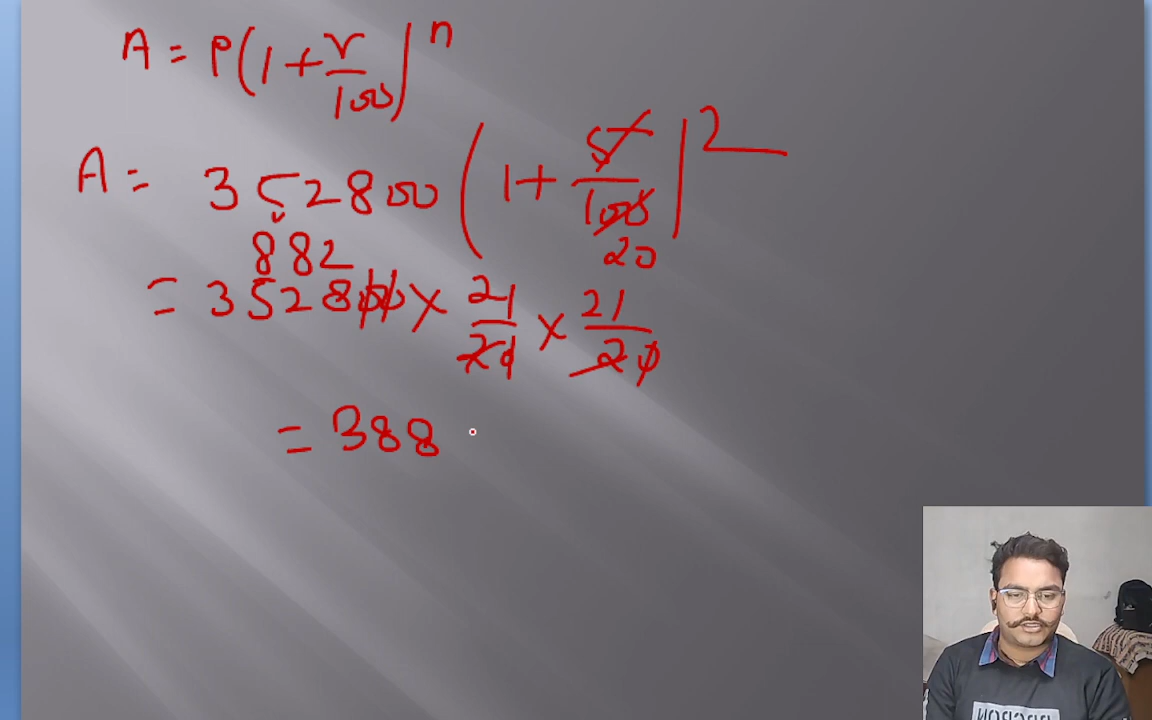 A = P(1 + r/100)^n
A = 352800 (1 + 5/100)^2
20
882
= 352800 × 21/20 × 21/20
= 388